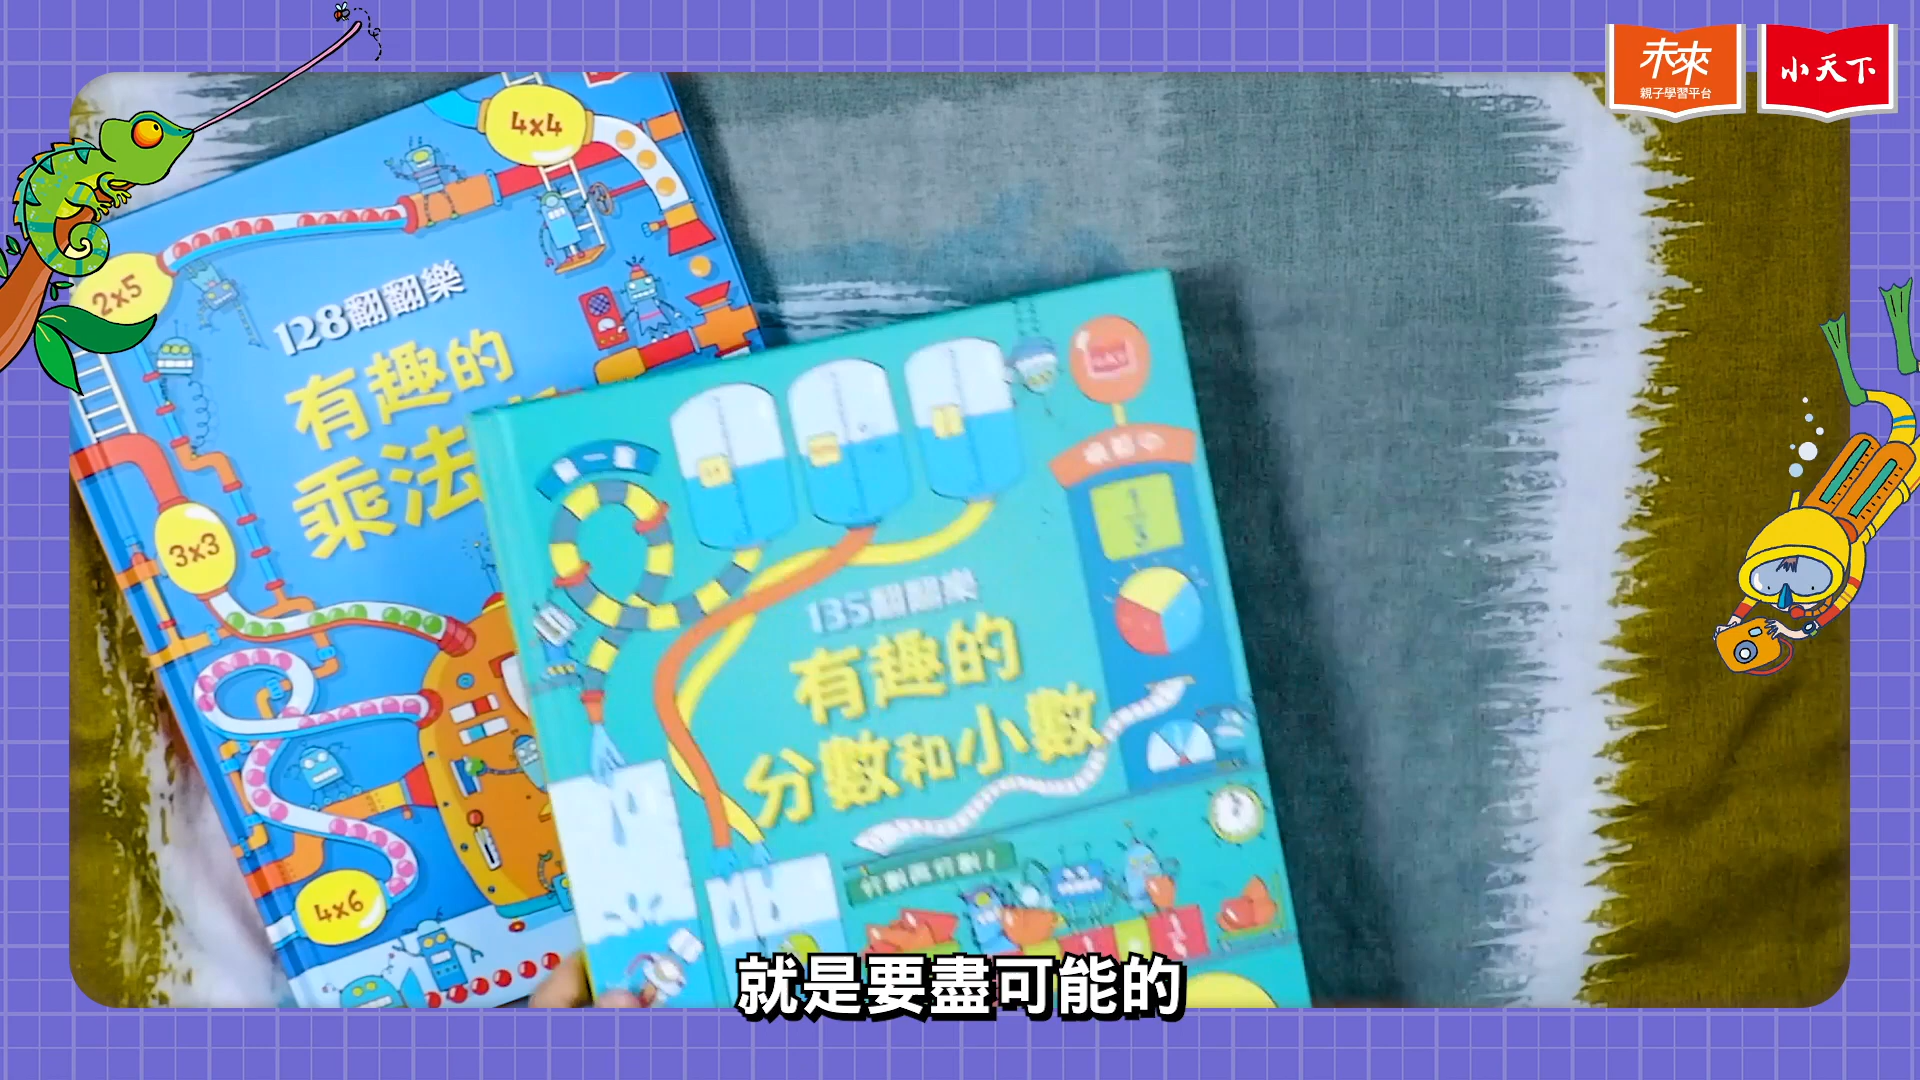 未來
親子學習平台
小天下
4x4
2x5
128翻翻樂
有趣的
乘法
3x3
4x6
135翻翻樂
有趣的
分數和小數
1/3
就是要盡可能的